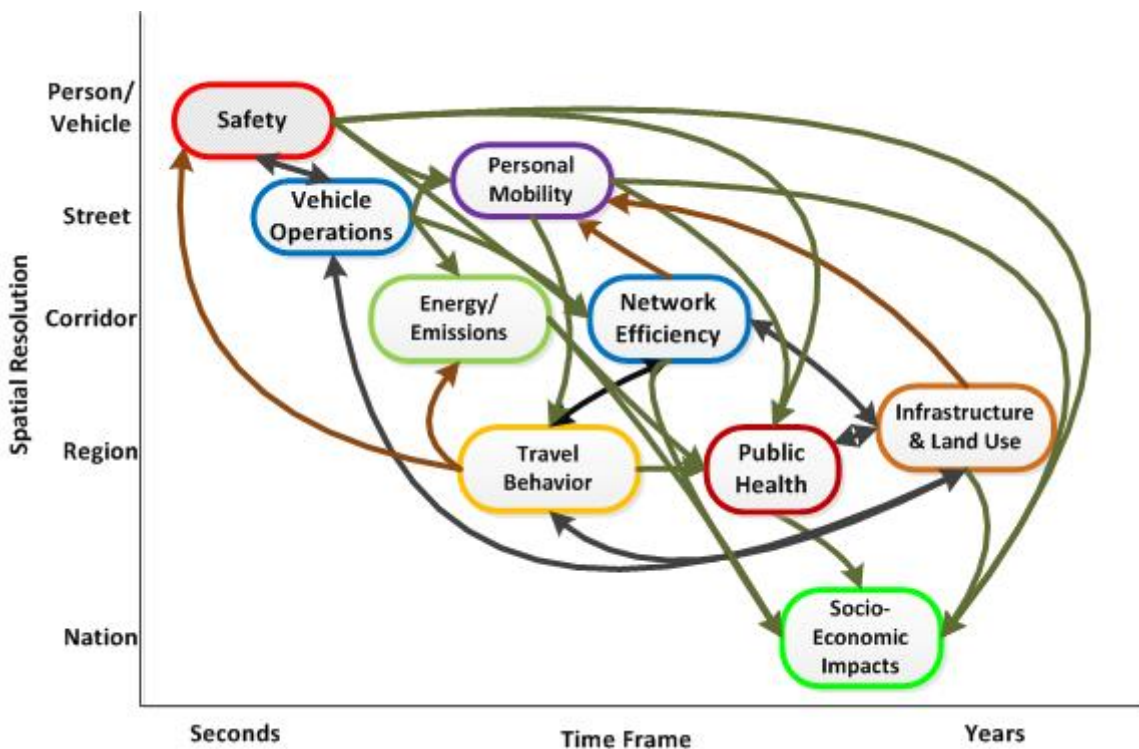 Spatial Resolution
Person/
Vehicle
Street
Corridor
Region
Nation
Safety
Vehicle
Operations
Personal
Mobility
Energy/
Emissions
Network
Efficiency
Travel
Behavior
Public
Health
Infrastructure
& Land Use
Socio-
Economic
Impacts
Seconds
Time Frame
Years